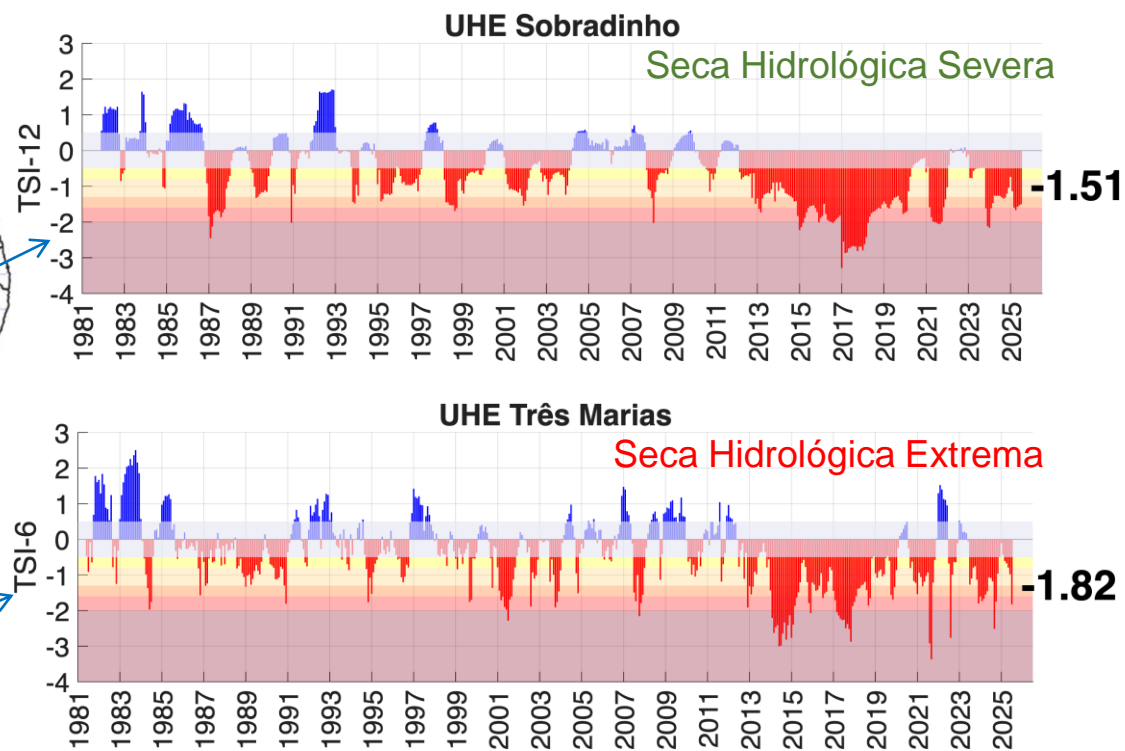 UHE Sobradinho
Seca Hidrológica Severa
3
2
1
0
-1
-2
-3
-4
TSI-12
-1.51
1981 1983 1985 1987 1989 1991 1993 1995 1997 1999 2001 2003 2005 2007 2009 2011 2013 2015 2017 2019 2021 2023 2025
UHE Três Marias
Seca Hidrológica Extrema
3
2
1
0
-1
-2
-3
-4
TSI-6
-1.82
1981 1983 1985 1987 1989 1991 1993 1995 1997 1999 2001 2003 2005 2007 2009 2011 2013 2015 2017 2019 2021 2023 2025